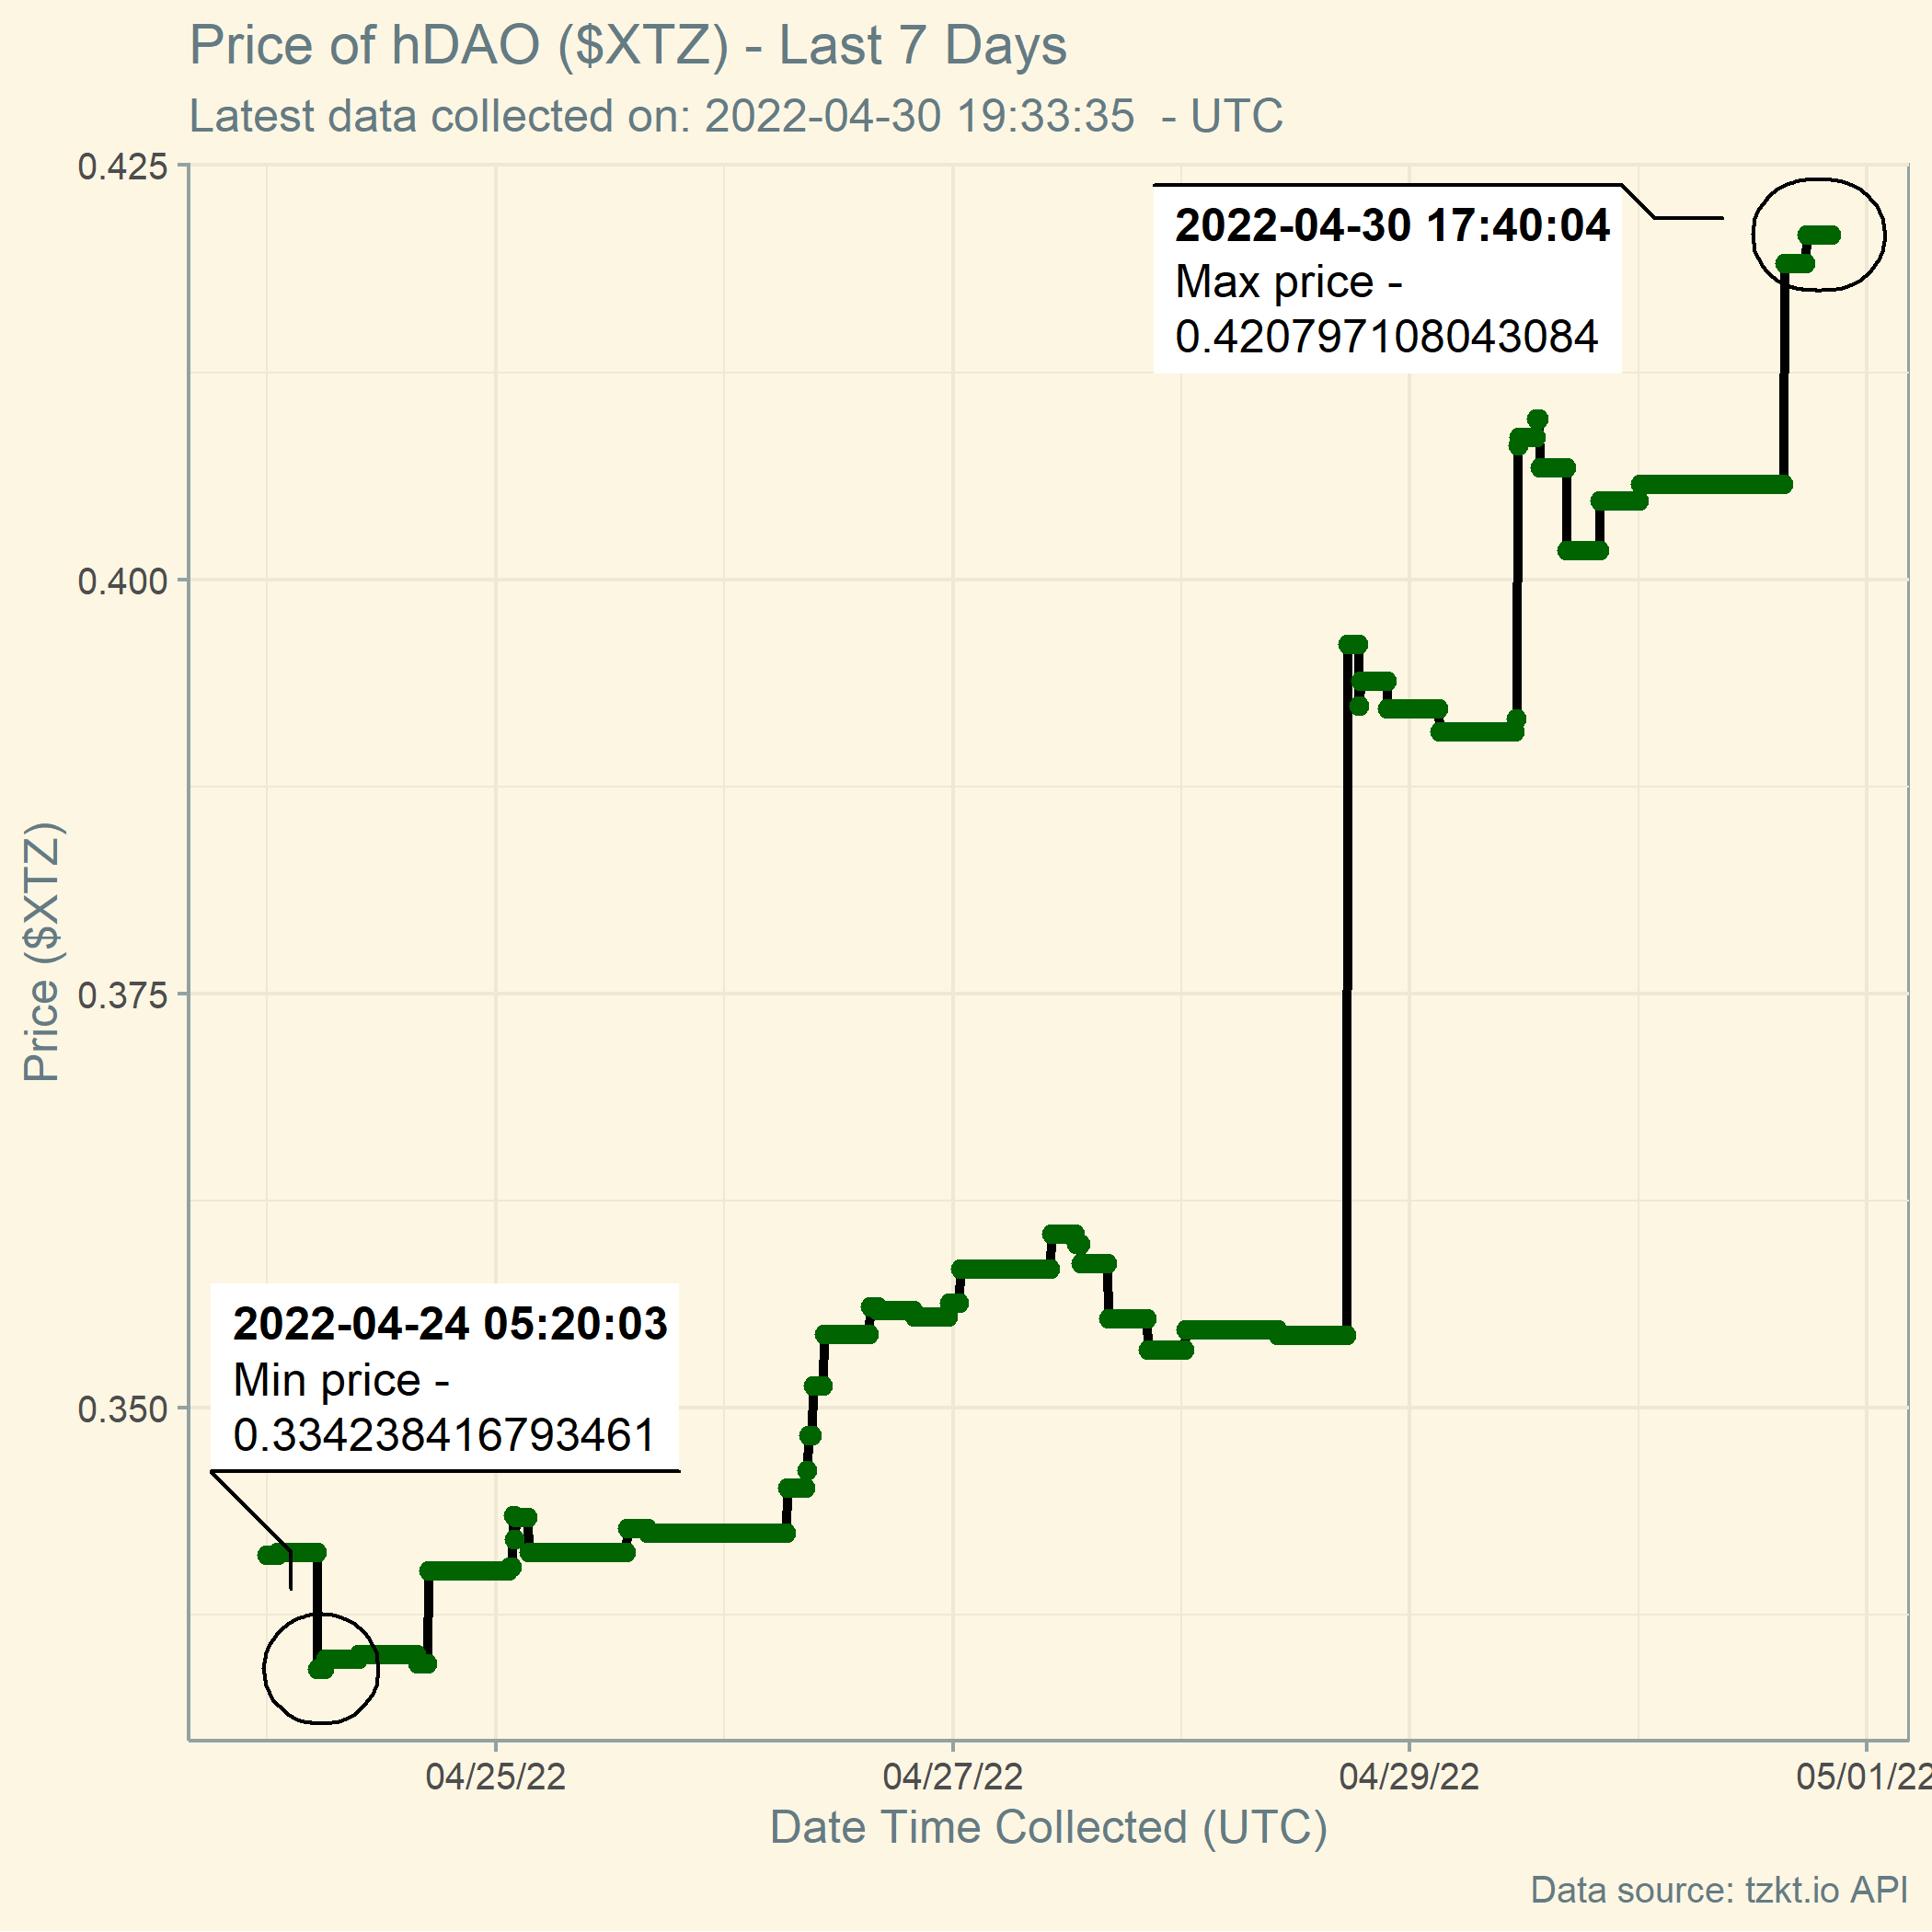 Price of hDAO ($XTZ) - Last 7 Days
Latest data collected on: 2022-04-30 19:33:35  - UTC
0.425
0.400
0.375
0.350
Price ($XTZ)
2022-04-30 17:40:04
Max price -
0.420797108043084
2022-04-24 05:20:03
Min price -
0.334238416793461
04/25/22
04/27/22
04/29/22
05/01/22
Date Time Collected (UTC)
Data source: tzkt.io API